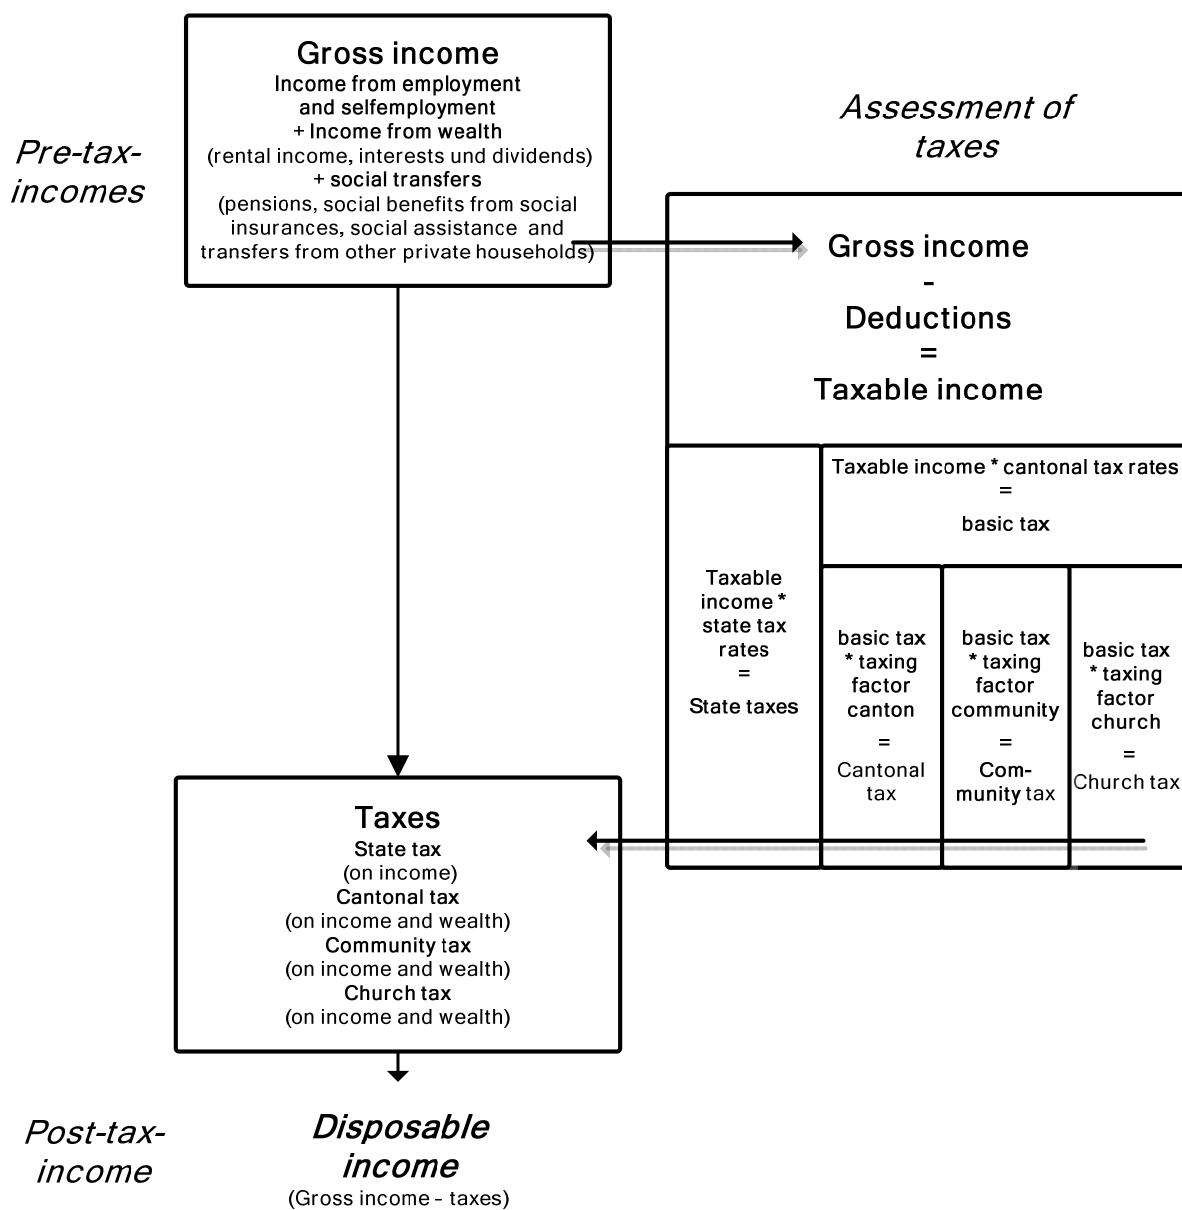 Pre-tax-
incomes
Gross income
Income from employment
and selfemployment
+ Income from wealth
(rental income, interests und dividends)
+ social transfers
(pensions, social benefits from social
insurances, social assistance and
transfers from other private households)
Assessment of
taxes
Gross income
-
Deductions
=
Taxable income
Taxable
income *
state tax
rates
=
State taxes
Taxable income * cantonal tax rates
=
basic tax
basic tax
* taxing
factor
canton
=
Cantonal
tax
basic tax
* taxing
factor
community
=
Com-
munity tax
basic tax
* taxing
factor
church
=
Church tax
Taxes
State tax
(on income)
Cantonal tax
(on income and wealth)
Community tax
(on income and wealth)
Church tax
(on income and wealth)
Post-tax-
income
Disposable
income
(Gross income - taxes)